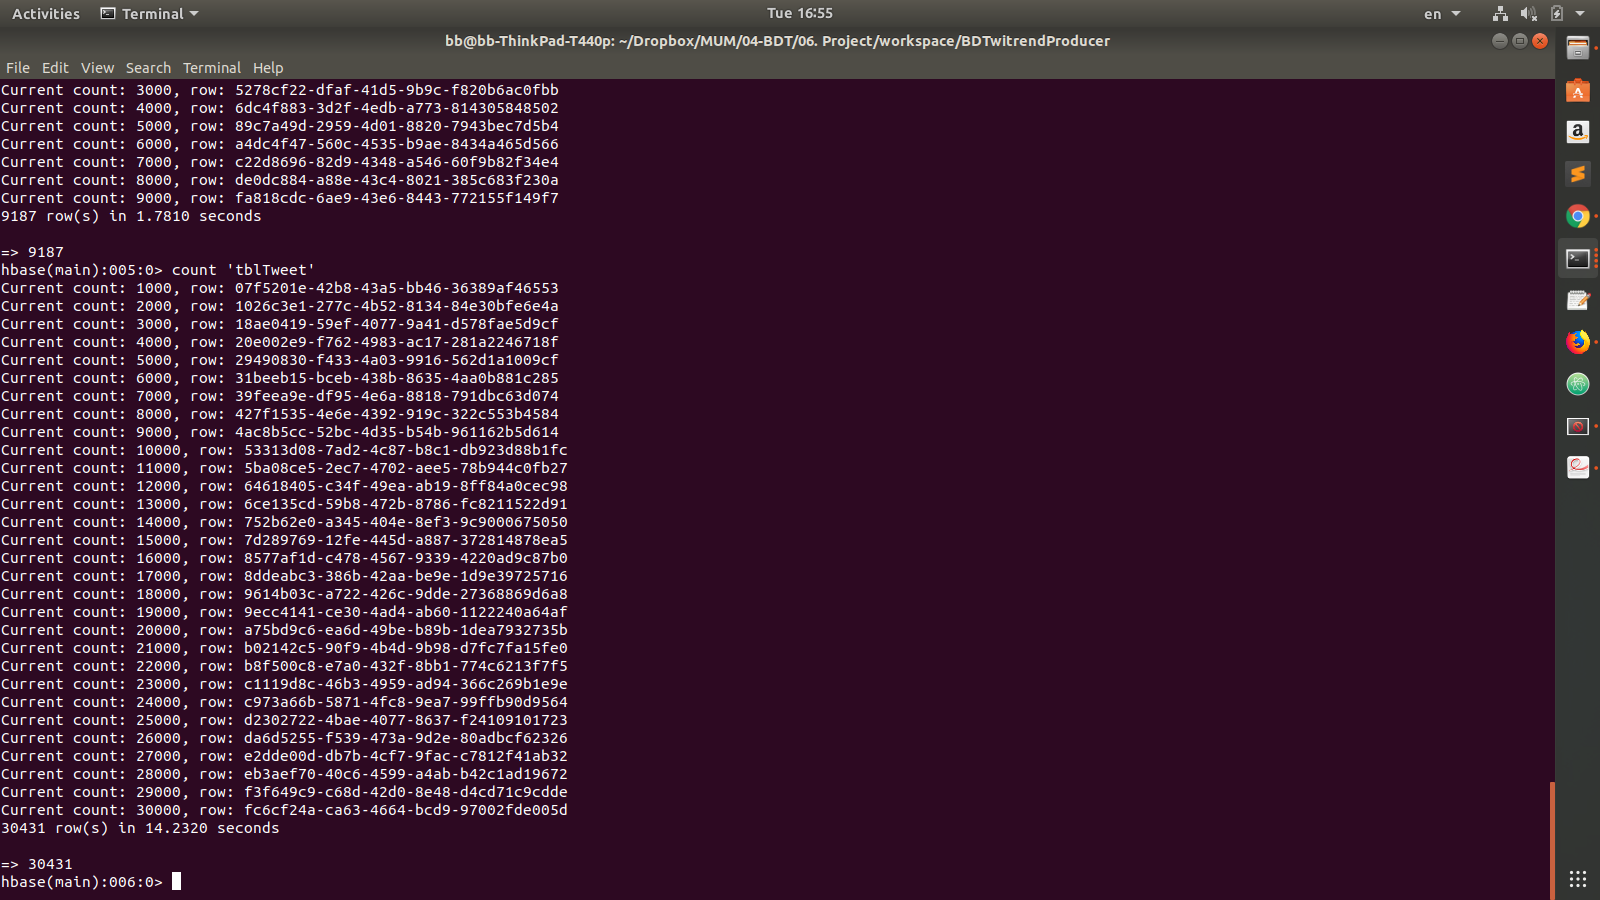 Activities Terminal Tue 16:55 en
bb@bb-ThinkPad-T440p: ~/Dropbox/MUM/04-BDT/06. Project/workspace/BDTwitrendProducer
File Edit View Search Terminal Help
Current count: 3000, row: 5278cf22-dfaf-41d5-9b9c-f820b6ac0fbb
Current count: 4000, row: 6dc4f883-3d2f-4edb-a773-814305848502
Current count: 5000, row: 89c7a49d-2959-4d01-8820-7943bec7d5b4
Current count: 6000, row: a4dc4f47-560c-4535-b9ae-8434a465d566
Current count: 7000, row: c22d8696-82d9-4348-a546-60f9b82f34e4
Current count: 8000, row: de0dc884-a88e-43c4-8021-385c683f230a
Current count: 9000, row: fa818cdc-6ae9-43e6-8443-772155f149f7
9187 row(s) in 1.7810 seconds
=> 9187
hbase(main):005:0> count 'tblTweet'
Current count: 1000, row: 07f5201e-42b8-43a5-bb46-36389af46553
Current count: 2000, row: 1026c3e1-277c-4b52-8134-84e30bfe6e4a
Current count: 3000, row: 18ae0419-59ef-4077-9a41-d578fae5d9cf
Current count: 4000, row: 20e002e9-f762-4983-ac17-281a2246718f
Current count: 5000, row: 29490830-f433-4a03-9916-562d1a1009cf
Current count: 6000, row: 31beeb15-bceb-438b-8635-4aa0b881c285
Current count: 7000, row: 39feea9e-df95-4e6a-8818-791dbc63d074
Current count: 8000, row: 427f1535-4e6e-4392-919c-322c553b4584
Current count: 9000, row: 4ac8b5cc-52bc-4d35-b54b-961162b5d614
Current count: 10000, row: 53313d08-7ad2-4c87-b8c1-db923d88b1fc
Current count: 11000, row: 5ba08ce5-2ec7-4702-aee5-78b944c0fb27
Current count: 12000, row: 64618405-c34f-49ea-ab19-8ff84a0cec98
Current count: 13000, row: 6ce135cd-59b8-472b-8786-fc8211522d91
Current count: 14000, row: 752b62e0-a345-404e-8ef3-9c9000675050
Current count: 15000, row: 7d289769-12fe-445d-a887-372814878ea5
Current count: 16000, row: 8577af1d-c478-4567-9339-4220ad9c87b0
Current count: 17000, row: 8ddeabc3-386b-42aa-be9e-1d9e39725716
Current count: 18000, row: 9614b03c-a722-426c-9dde-27368869d6a8
Current count: 19000, row: 9ecc4141-ce30-4ad4-ab60-1122240a64af
Current count: 20000, row: a75bd9c6-ea6d-49be-b89b-1dea7932735b
Current count: 21000, row: b02142c5-90f9-4b4d-9b98-d7fc7fa15fe0
Current count: 22000, row: b8f500c8-e7a0-432f-8bb1-774c6213f7f5
Current count: 23000, row: c1119d8c-46b3-4959-ad94-366c269b1e9e
Current count: 24000, row: c973a66b-5871-4fc8-9ea7-99ffb90d9564
Current count: 25000, row: d2302722-4bae-4077-8637-f24109101723
Current count: 26000, row: da6d5255-f539-473a-9d2e-80adbcf62326
Current count: 27000, row: e2dde00d-db7b-4cf7-9fac-c7812f41ab32
Current count: 28000, row: eb3aef70-40c6-4599-a4ab-b42c1ad19672
Current count: 29000, row: f3f649c9-c68d-42d0-8e48-d4cd71c9cdde
Current count: 30000, row: fc6cf24a-ca63-4664-bcd9-97002fde005d
30431 row(s) in 14.2320 seconds
=> 30431
hbase(main):006:0>